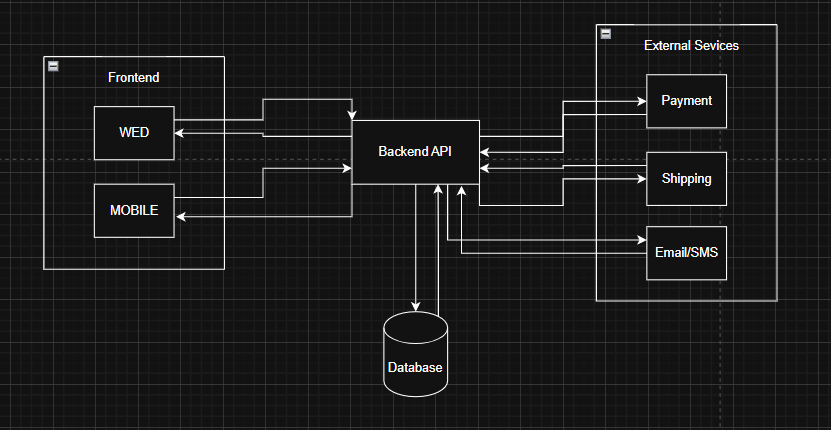 External Sevices
Frontend
Payment
WED
Backend API
Shipping
MOBILE
Email/SMS
Database